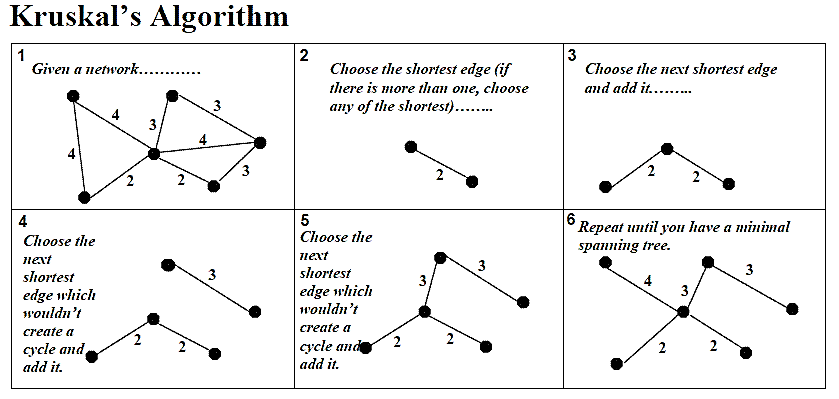 Kruskal's Algorithm
1
Given a network…………
4
3
3
4
4
2
2
3
2
Choose the shortest edge (if
there is more than one, choose
any of the shortest)……..
2
3
Choose the next shortest edge
and add it………
2
2
4
Choose the
next
shortest
edge which
wouldn't
create a
cycle and
add it.
3
2
2
5
Choose the
next
shortest
edge which
wouldn't
create a
cycle and
add it.
3
3
2
2
6
Repeat until you have a minimal
spanning tree.
4
3
3
2
2